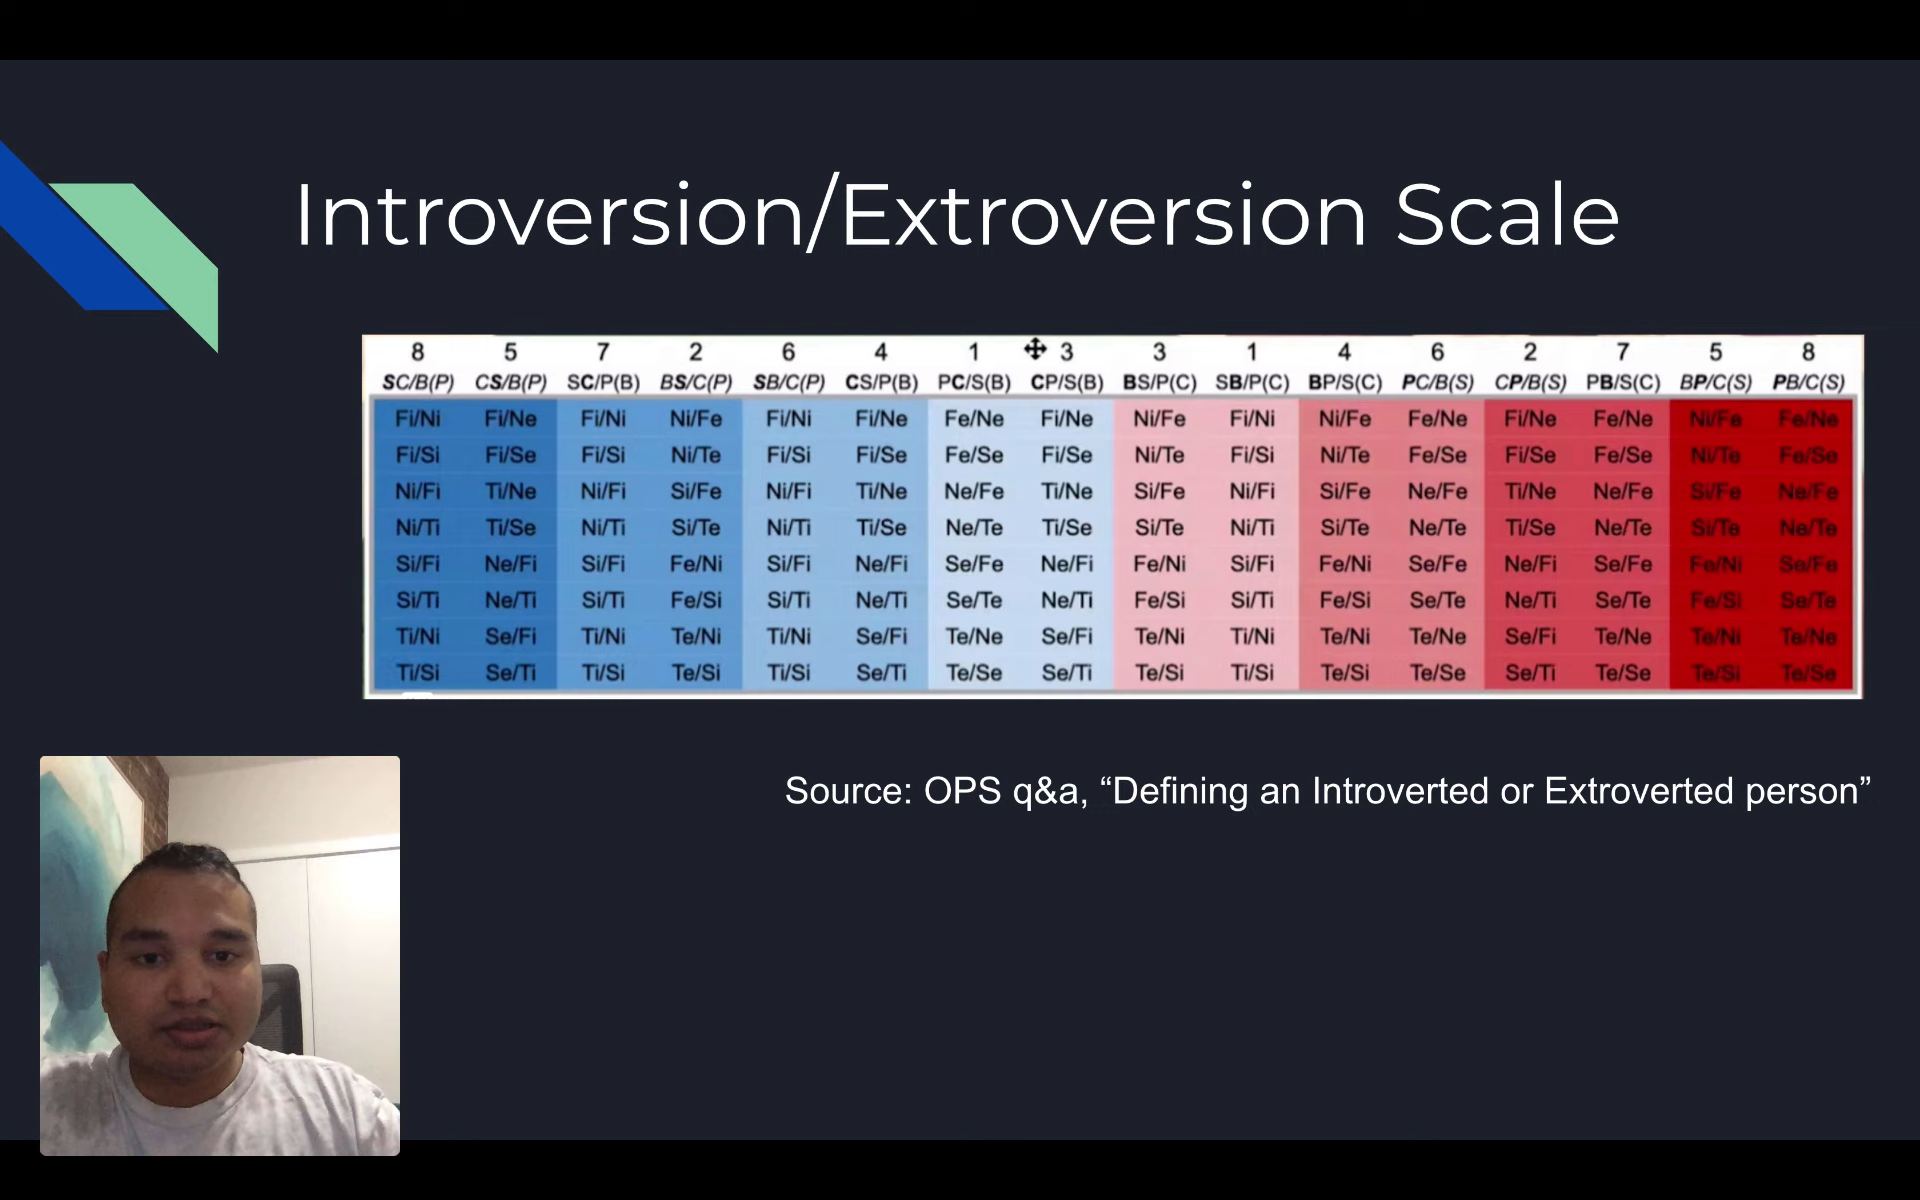 Introversion/Extroversion Scale
8 5 7 2 6 4 1 3 3 1 4 6 2 7 5 8
SC/B(P) CS/B(P) SC/P(B) BS/C(P) SB/C(P) CS/P(B) PC/S(B) CP/S(B) BS/P(C) SB/P(C) BP/S(C) PC/B(S) CP/B(S) PB/S(C) BP/C(S) PB/C(S)
Fi/Ni Fi/Ne Fi/Ni Ni/Fe Fi/Ni Fi/Ne Fe/Ne Fi/Ne Ni/Fe Fi/Ni Ni/Fe Fe/Ne Fi/Ne Fe/Ne Ni/Fe Fe/Ne
Fi/Si Fi/Se Fi/Si Ni/Te Fi/Si Fi/Se Fe/Se Fi/Se Ni/Te Fi/Si Ni/Te Fe/Se Fi/Se Fe/Se Ni/Te Fe/Se
Ni/Fi Ti/Ne Ni/Fi Si/Fe Ni/Fi Ti/Ne Ne/Fe Ti/Ne Si/Fe Ni/Fi Si/Fe Ne/Fe Ti/Ne Ne/Fe Si/Fe Ne/Fe
Ni/Ti Ti/Se Ni/Ti Si/Te Ni/Ti Ti/Se Ne/Te Ti/Se Si/Te Ni/Ti Si/Te Ne/Te Ti/Se Ne/Te Si/Te Ne/Te
Si/Fi Ne/Fi Si/Fi Fe/Ni Si/Fi Ne/Fi Se/Fe Ne/Fi Fe/Ni Si/Fi Fe/Ni Se/Fe Ne/Fi Se/Fe Fe/Ni Se/Fe
Si/Ti Ne/Ti Si/Ti Fe/Si Si/Ti Ne/Ti Se/Te Ne/Ti Fe/Si Si/Ti Fe/Si Se/Te Ne/Ti Se/Te Fe/Si Se/Te
Ti/Ni Se/Fi Ti/Ni Te/Ni Ti/Ni Se/Fi Te/Ne Se/Fi Te/Ni Ti/Ni Te/Ni Te/Ne Se/Fi Te/Ne Te/Ni Te/Ne
Ti/Si Se/Ti Ti/Si Te/Si Ti/Si Se/Ti Te/Se Se/Ti Te/Si Ti/Si Te/Si Te/Se Se/Ti Te/Se Te/Si Te/Se
Source: OPS q&a, “Defining an Introverted or Extroverted person”